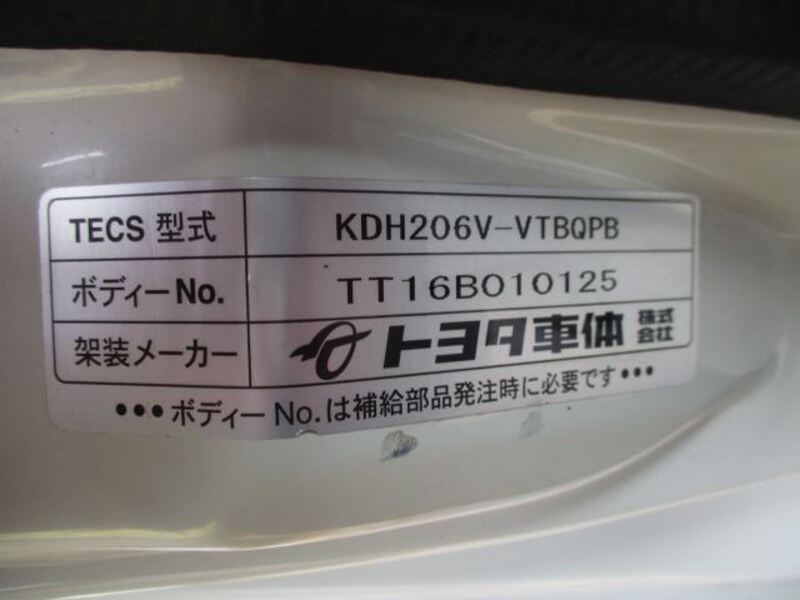 TECS 型式 KDH206V-VTBQPB
ボディーNo. TT16B010125
架装メーカー トヨタ車体 株式会社
•••ボディーNo.は補給部品発注時に必要です•••